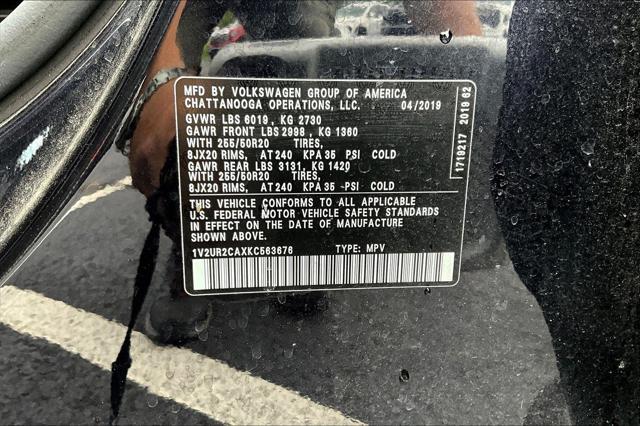 MFD BY VOLKSWAGEN GROUP OF AMERICA
CHATTANOOGA OPERATIONS, LLC. 04/2019
GVWR LBS 6019, KG 2730
GAWR FRONT LBS 2998, KG 1360
WITH 255/50R20 TIRES,
8JX20 RIMS, AT 240 KPA 35 PSI COLD
GAWR REAR LBS 3131, KG 1420
WITH 255/50R20 TIRES,
8JX20 RIMS, AT 240 KPA 35 PSI COLD
THIS VEHICLE CONFORMS TO ALL APPLICABLE
U.S. FEDERAL MOTOR VEHICLE SAFETY STANDARDS
IN EFFECT ON THE DATE OF MANUFACTURE
SHOWN ABOVE.
1V2UR2CAXKC563676 TYPE: MPV
1719217 2019 62